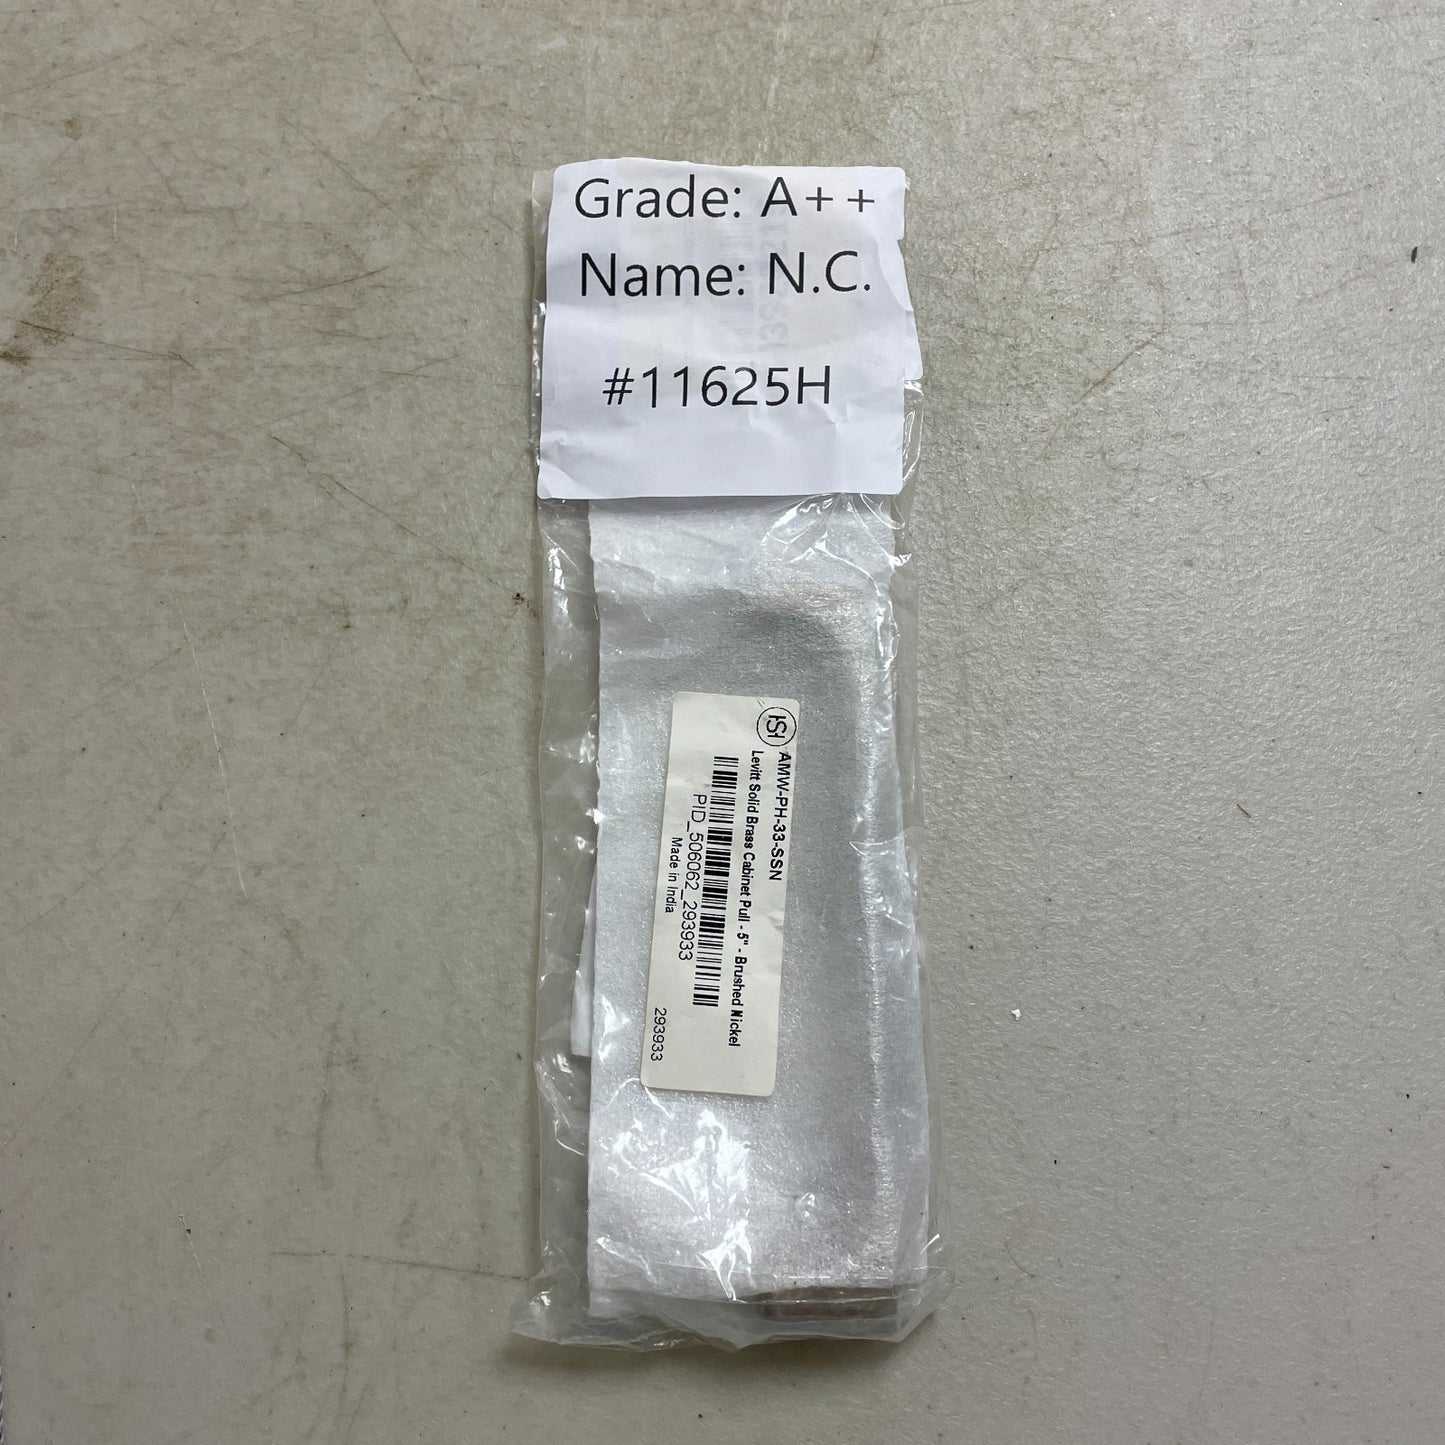 Grade: A++
Name: N.C.
#11625H
HS
AMW-PH-33-SSN
Levitt Solid Brass Cabinet Pull - 5" - Brushed Nickel
PID_506062_293933
Made in India
293933